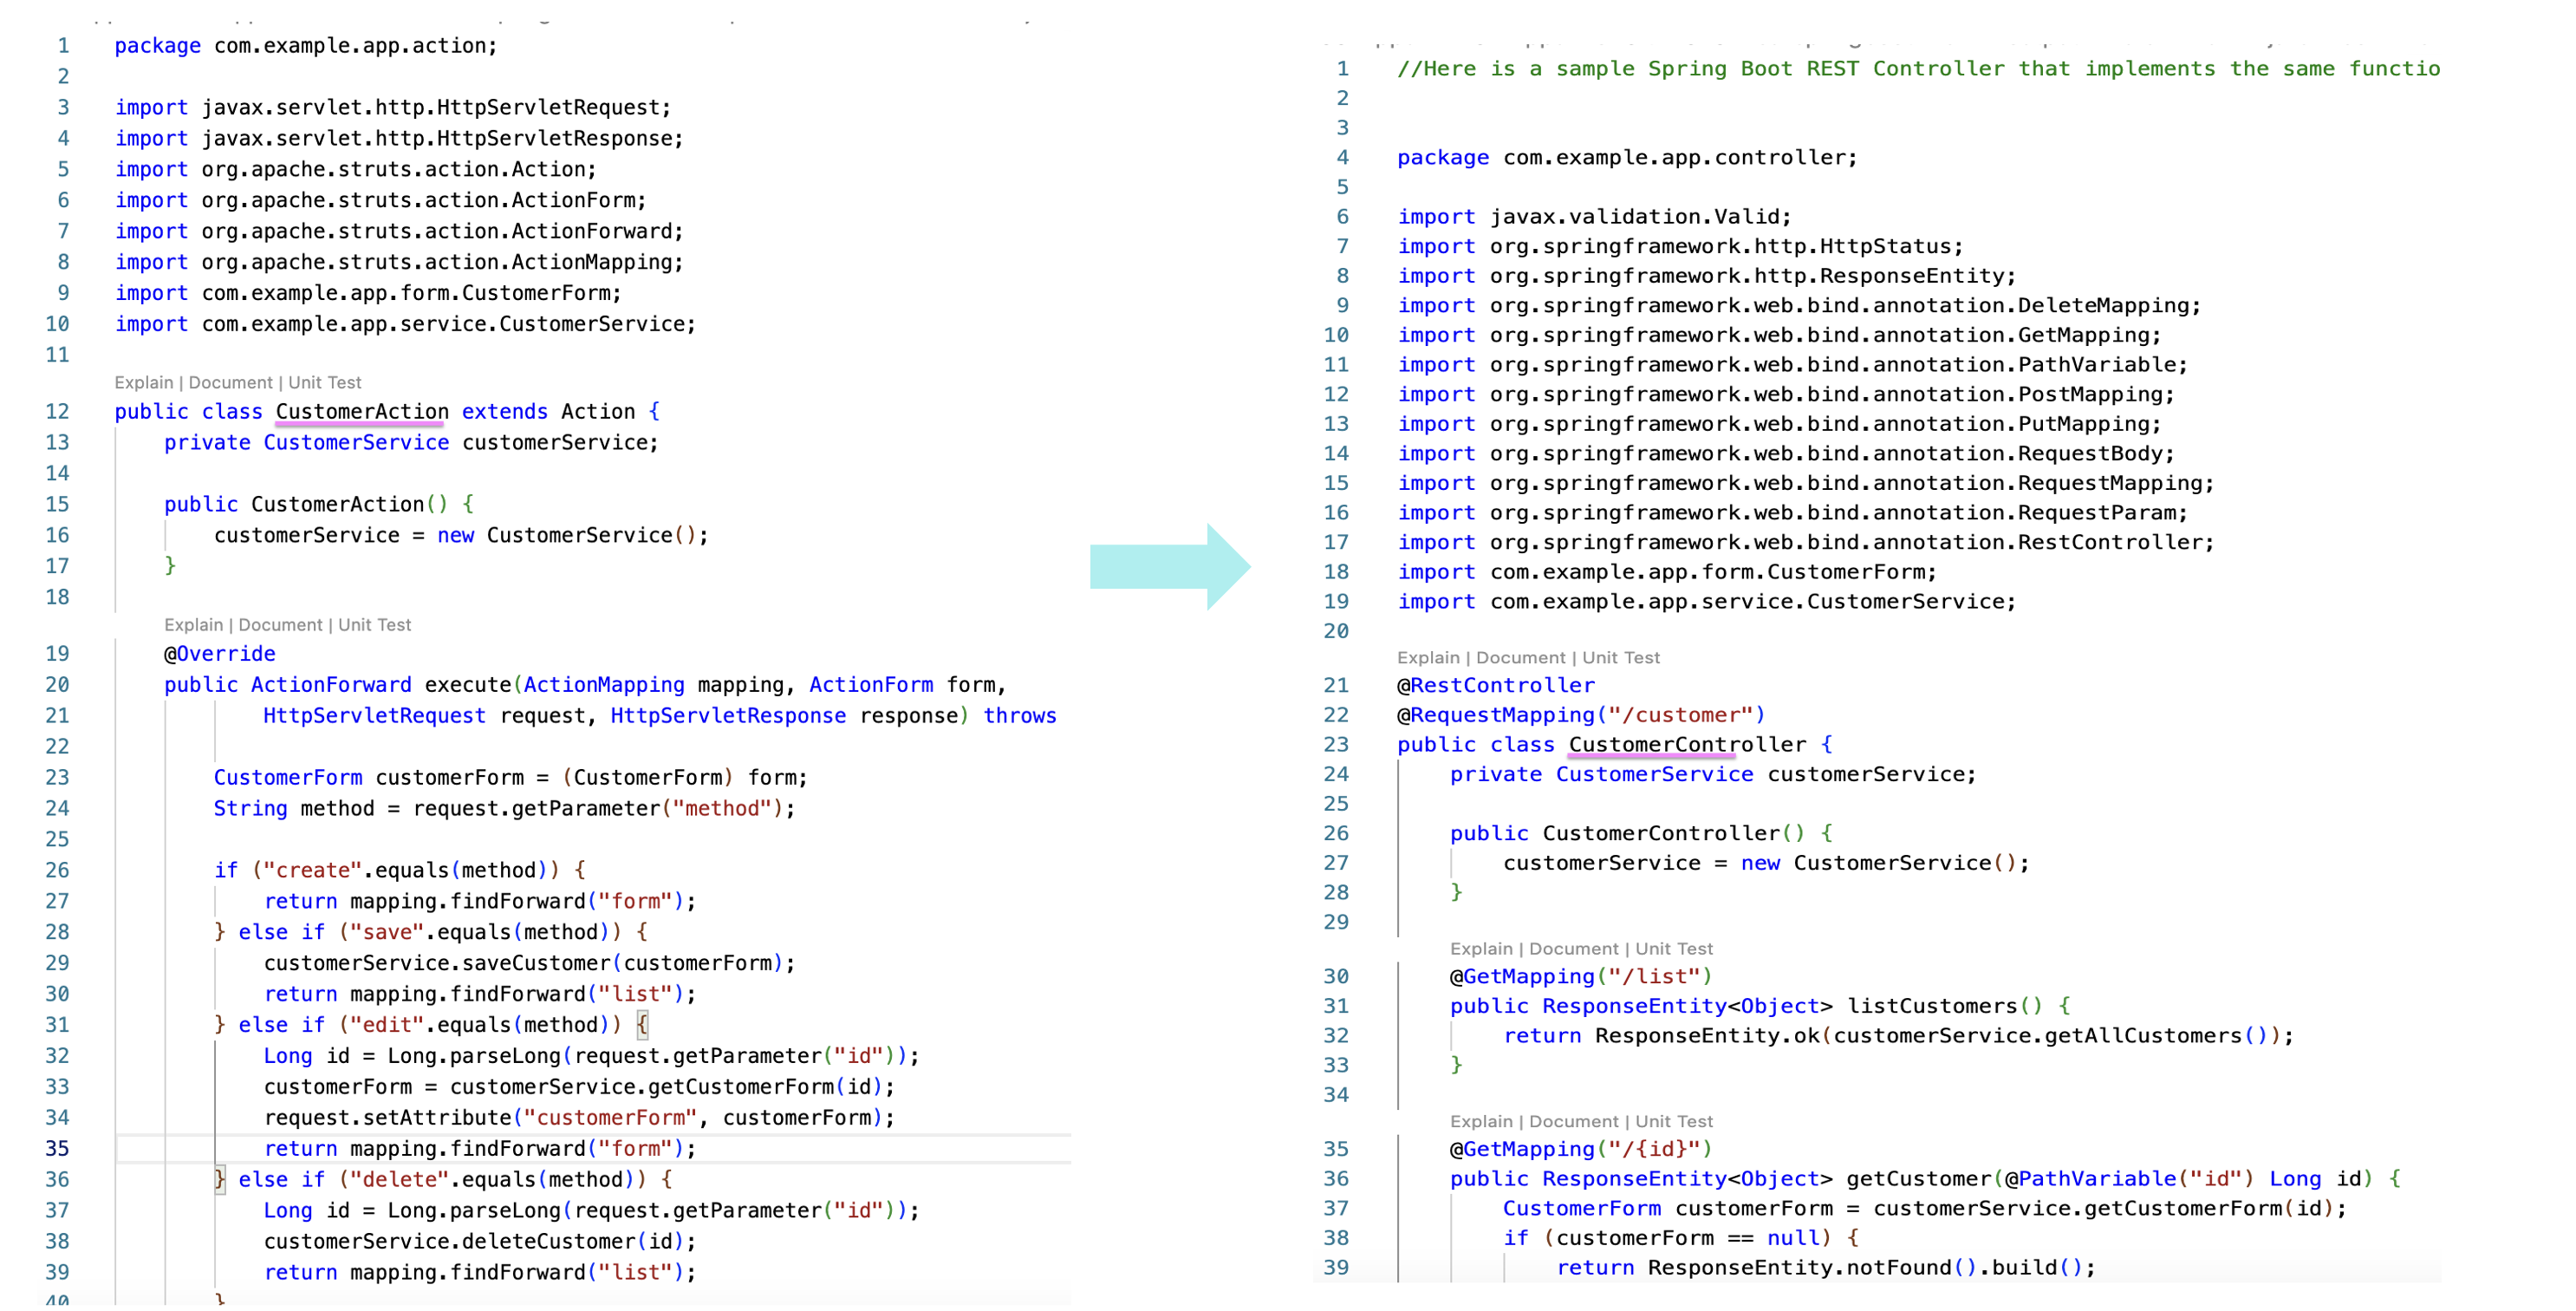 1 package com.example.app.action;
2
3 import javax.servlet.http.HttpServletRequest;
4 import javax.servlet.http.HttpServletResponse;
5 import org.apache.struts.action.Action;
6 import org.apache.struts.action.ActionForm;
7 import org.apache.struts.action.ActionForward;
8 import org.apache.struts.action.ActionMapping;
9 import com.example.app.form.CustomerForm;
10 import com.example.app.service.CustomerService;
11
Explain | Document | Unit Test
12 public class CustomerAction extends Action {
13 private CustomerService customerService;
14
15 public CustomerAction() {
16 customerService = new CustomerService();
17 }
18
Explain | Document | Unit Test
19 @Override
20 public ActionForward execute(ActionMapping mapping, ActionForm form,
21 HttpServletRequest request, HttpServletResponse response) throws
22
23 CustomerForm customerForm = (CustomerForm) form;
24 String method = request.getParameter("method");
25
26 if ("create".equals(method)) {
27 return mapping.findForward("form");
28 } else if ("save".equals(method)) {
29 customerService.saveCustomer(customerForm);
30 return mapping.findForward("list");
31 } else if ("edit".equals(method)) {
32 Long id = Long.parseLong(request.getParameter("id"));
33 customerForm = customerService.getCustomerForm(id);
34 request.setAttribute("customerForm", customerForm);
35 return mapping.findForward("form");
36 } else if ("delete".equals(method)) {
37 Long id = Long.parseLong(request.getParameter("id"));
38 customerService.deleteCustomer(id);
39 return mapping.findForward("list");
40 }
1 //Here is a sample Spring Boot REST Controller that implements the same functio
2
3
4 package com.example.app.controller;
5
6 import javax.validation.Valid;
7 import org.springframework.http.HttpStatus;
8 import org.springframework.http.ResponseEntity;
9 import org.springframework.web.bind.annotation.DeleteMapping;
10 import org.springframework.web.bind.annotation.GetMapping;
11 import org.springframework.web.bind.annotation.PathVariable;
12 import org.springframework.web.bind.annotation.PostMapping;
13 import org.springframework.web.bind.annotation.PutMapping;
14 import org.springframework.web.bind.annotation.RequestBody;
15 import org.springframework.web.bind.annotation.RequestMapping;
16 import org.springframework.web.bind.annotation.RequestParam;
17 import org.springframework.web.bind.annotation.RestController;
18 import com.example.app.form.CustomerForm;
19 import com.example.app.service.CustomerService;
20
Explain | Document | Unit Test
21 @RestController
22 @RequestMapping("/customer")
23 public class CustomerController {
24 private CustomerService customerService;
25
26 public CustomerController() {
27 customerService = new CustomerService();
28 }
29
Explain | Document | Unit Test
30 @GetMapping("/list")
31 public ResponseEntity<Object> listCustomers() {
32 return ResponseEntity.ok(customerService.getAllCustomers());
33 }
34
Explain | Document | Unit Test
35 @GetMapping("/{id}")
36 public ResponseEntity<Object> getCustomer(@PathVariable("id") Long id) {
37 CustomerForm customerForm = customerService.getCustomerForm(id);
38 if (customerForm == null) {
39 return ResponseEntity.notFound().build();